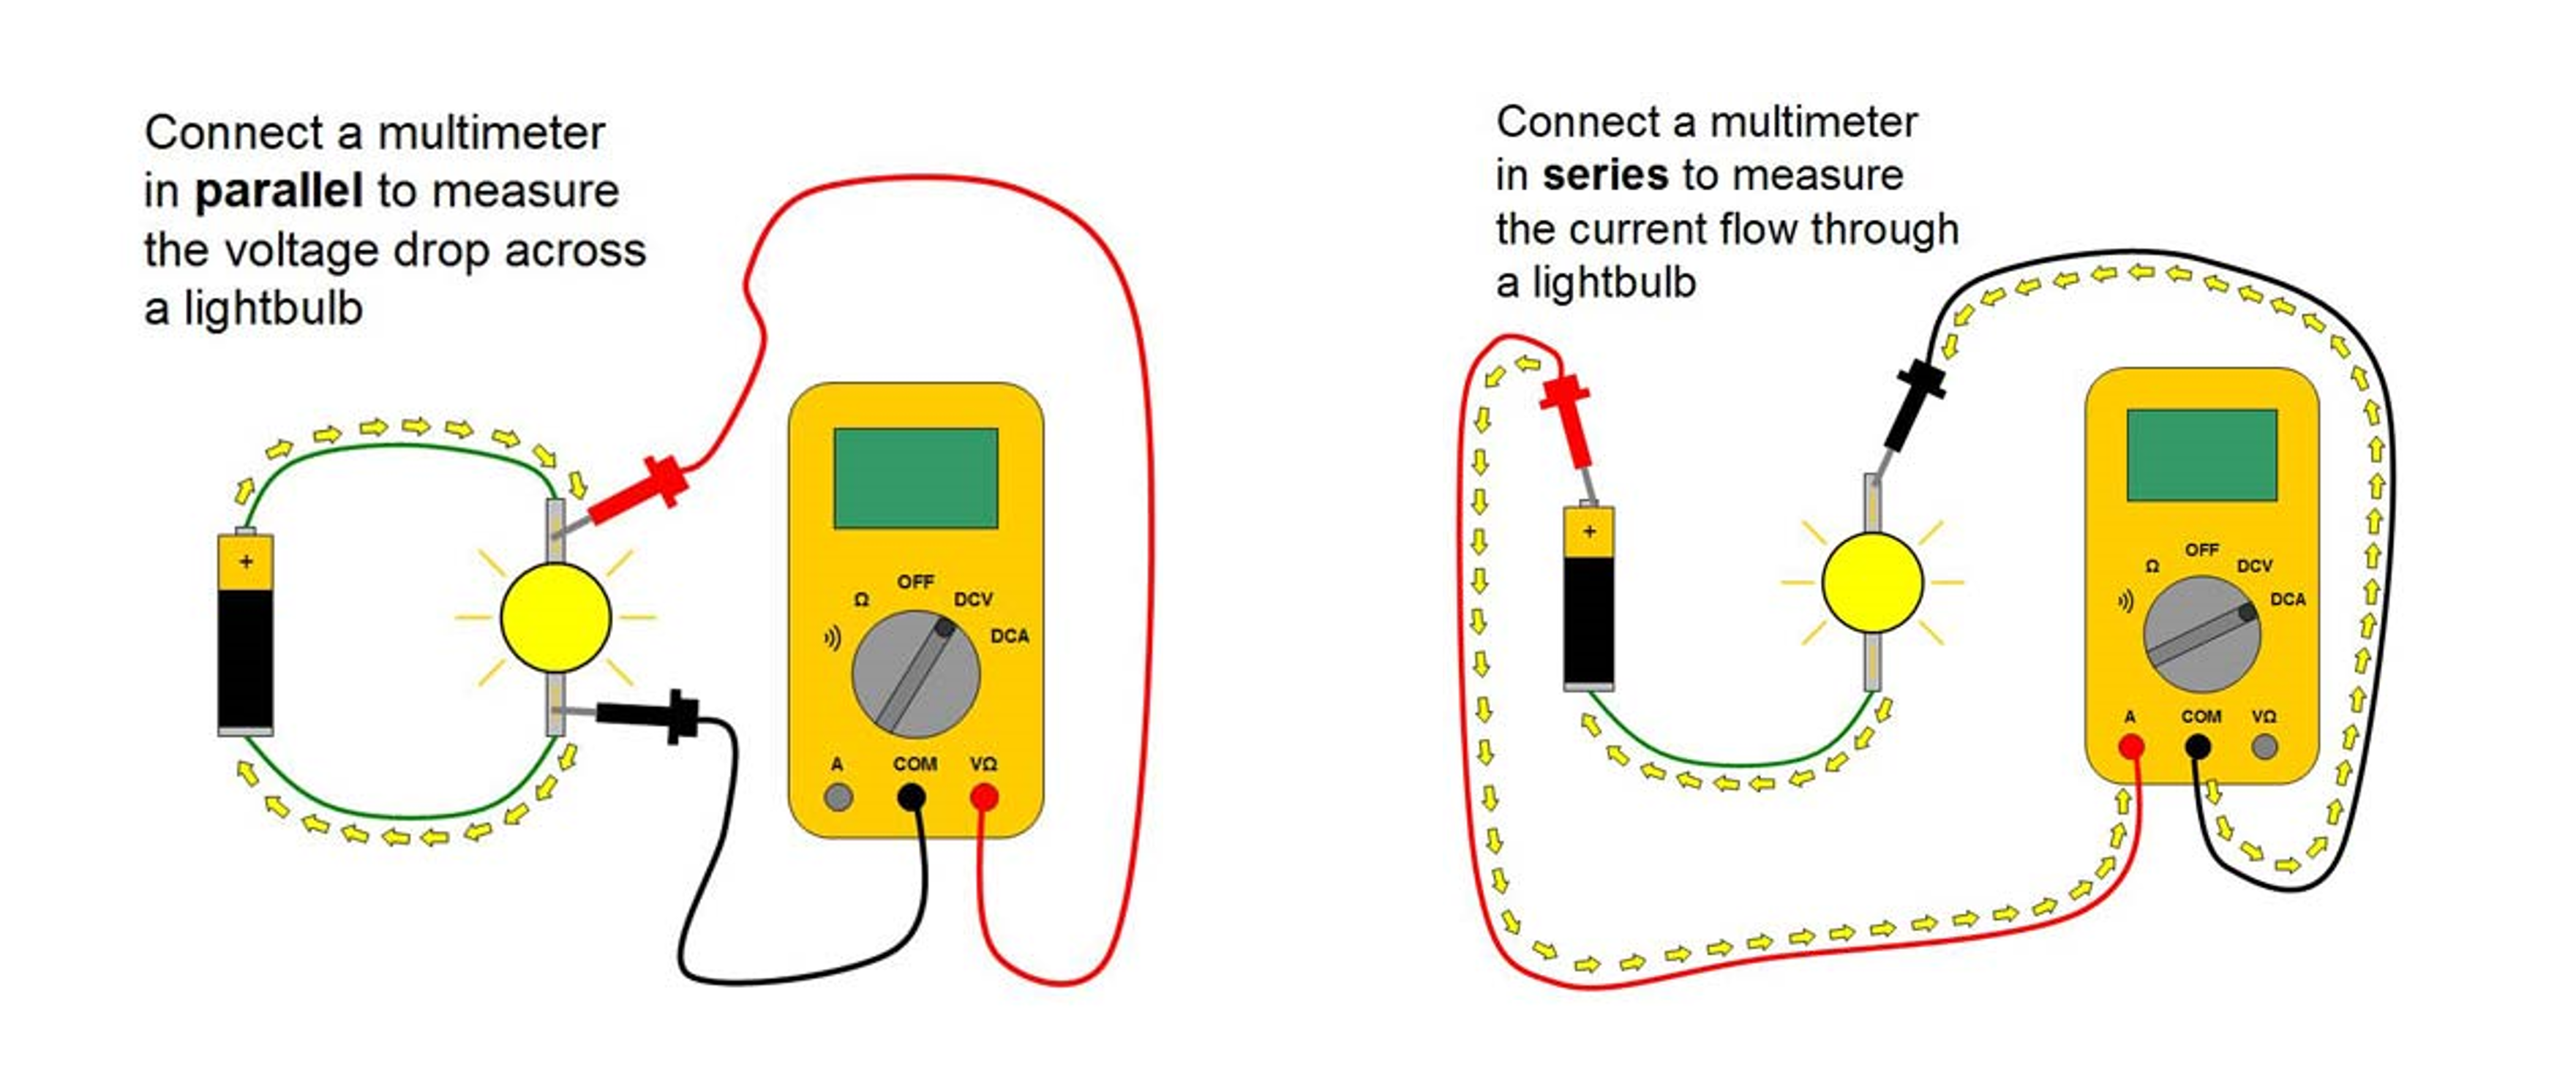 Connect a multimeter
in parallel to measure
the voltage drop across
a lightbulb
+
OFF
Ω
DCV
DCA
A
COM
VΩ
Connect a multimeter
in series to measure
the current flow through
a lightbulb
+
OFF
Ω
DCV
DCA
A
COM
VΩ